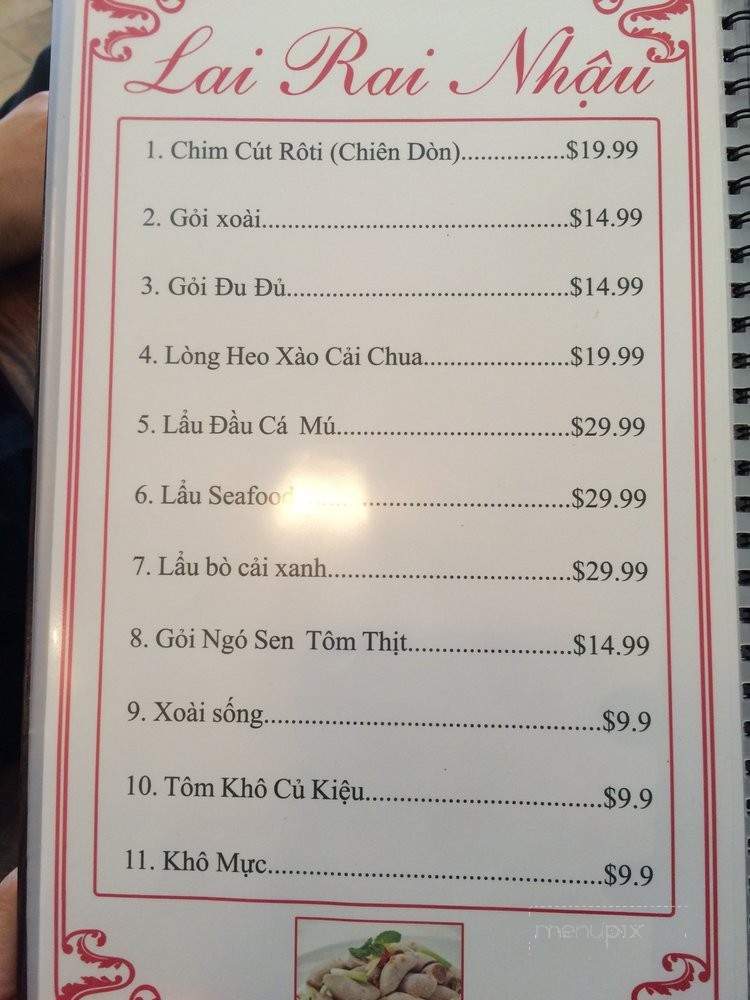 Lai Rai Nhậu
1. Chim Cút Rôti (Chiên Dòn).................$19.99
2. Gỏi xoài.................................................$14.99
3. Gỏi Đu Đủ.............................................$14.99
4. Lòng Heo Xào Cải Chua.......................$19.99
5. Lẩu Đầu Cá Mú.....................................$29.99
6. Lẩu Seafood..........................................$29.99
7. Lẩu bò cải xanh.....................................$29.99
8. Gỏi Ngó Sen Tôm Thịt.........................$14.99
9. Xoài sống...................................................$9.9
10. Tôm Khô Củ Kiệu....................................$9.9
11. Khô Mực..................................................$9.9
menupix